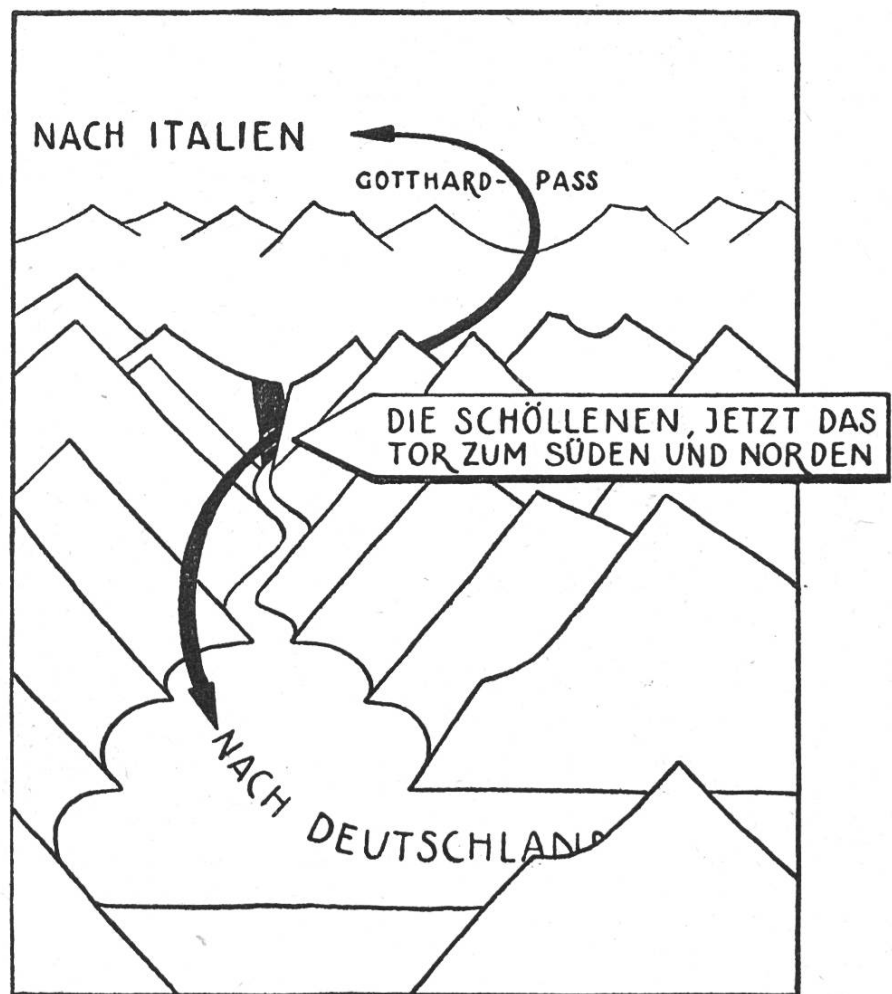 NACH ITALIEN
GOTTHARD- PASS
DIE SCHÖLLENEN, JETZT DAS
TOR ZUM SÜDEN UND NORDEN
NACH DEUTSCHLAND